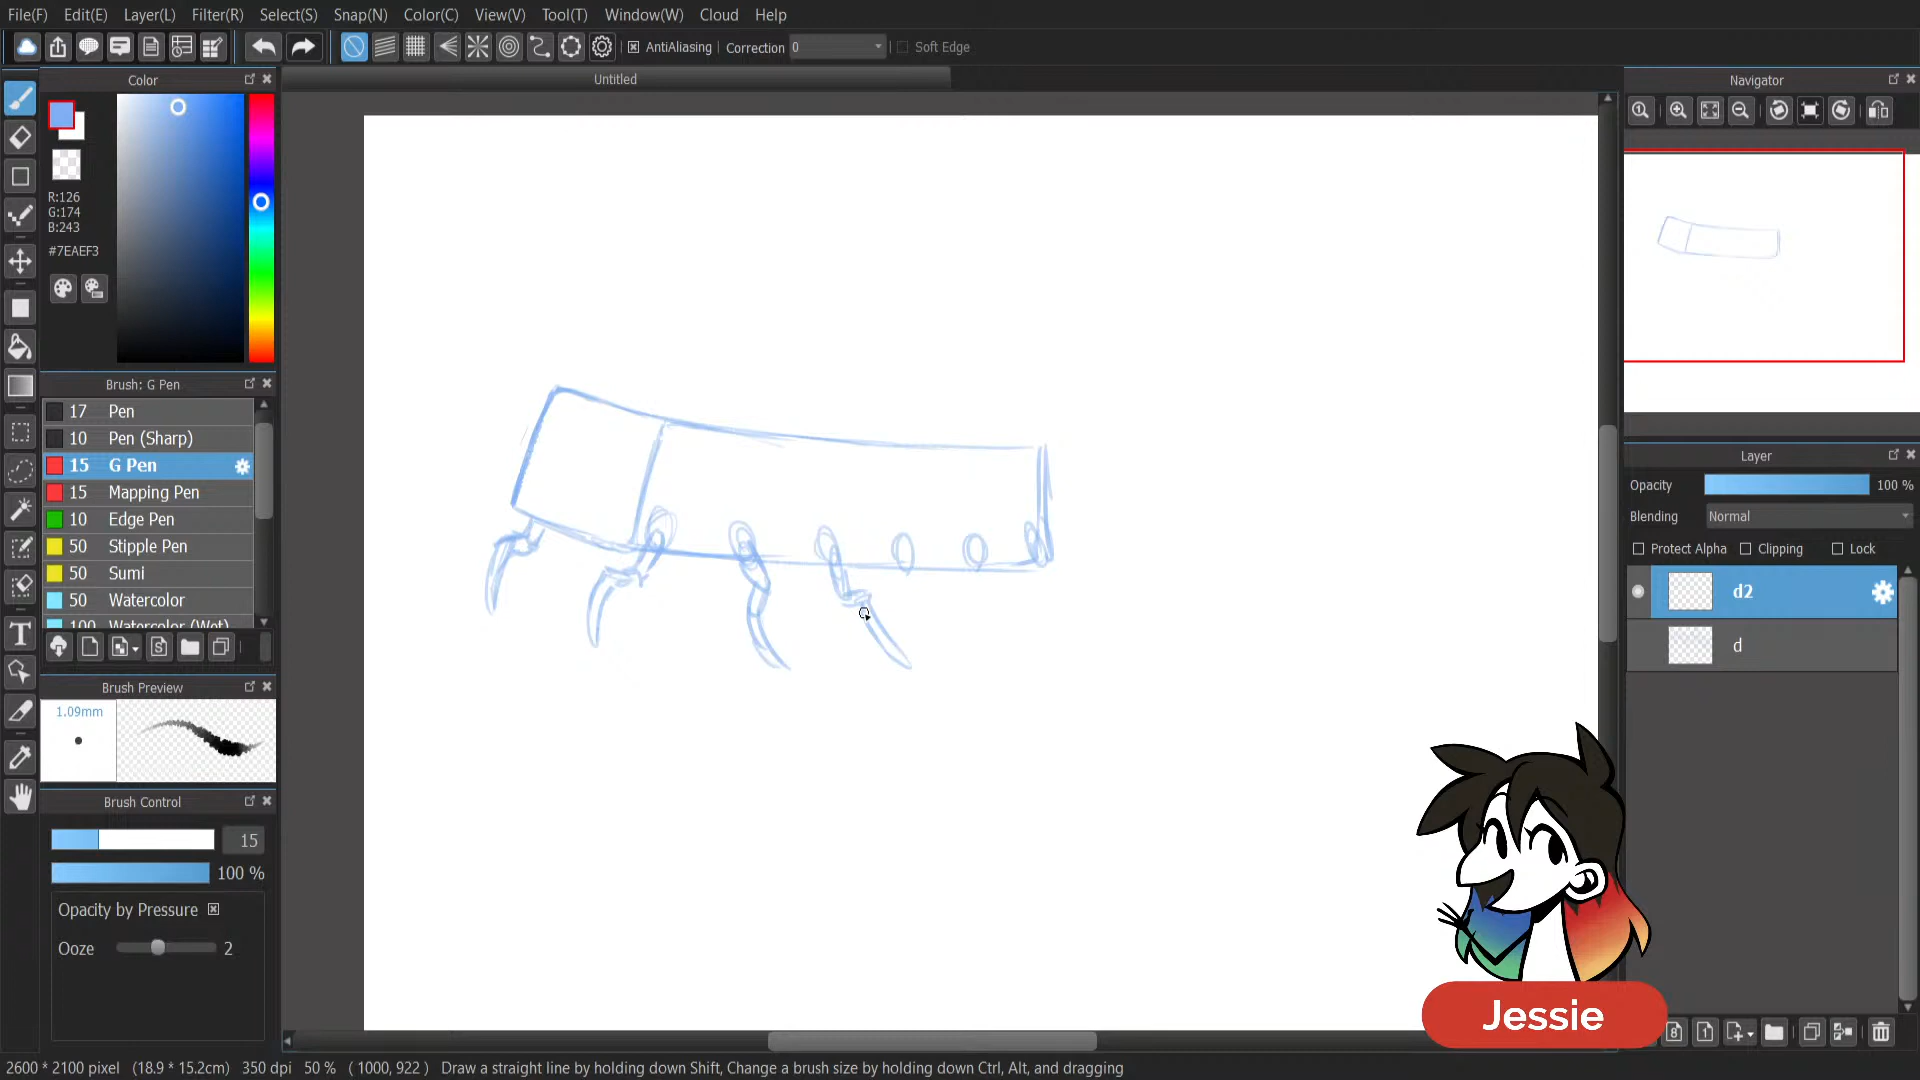 File(F) Edit(E) Layer(L) Filter(R) Select(S) Snap(N) Color(C) View(V) Tool(T) Window(W) Cloud Help
AntiAliasing Correction 0 Soft Edge
Untitled
Color
R:126
G:174
B:243
#7EAEF3
Brush: G Pen
17 Pen
10 Pen (Sharp)
15 G Pen
15 Mapping Pen
10 Edge Pen
50 Stipple Pen
50 Sumi
50 Watercolor
100 Watercolor (Wet)
Brush Preview
1.09mm
Brush Control
15
100 %
Opacity by Pressure
Ooze 2
Navigator
Layer
Opacity 100 %
Blending Normal
Protect Alpha Clipping Lock
d2
d
Jessie
2600 * 2100 pixel (18.9 * 15.2cm) 350 dpi 50 % ( 1000, 922 ) Draw a straight line by holding down Shift, Change a brush size by holding down Ctrl, Alt, and dragging